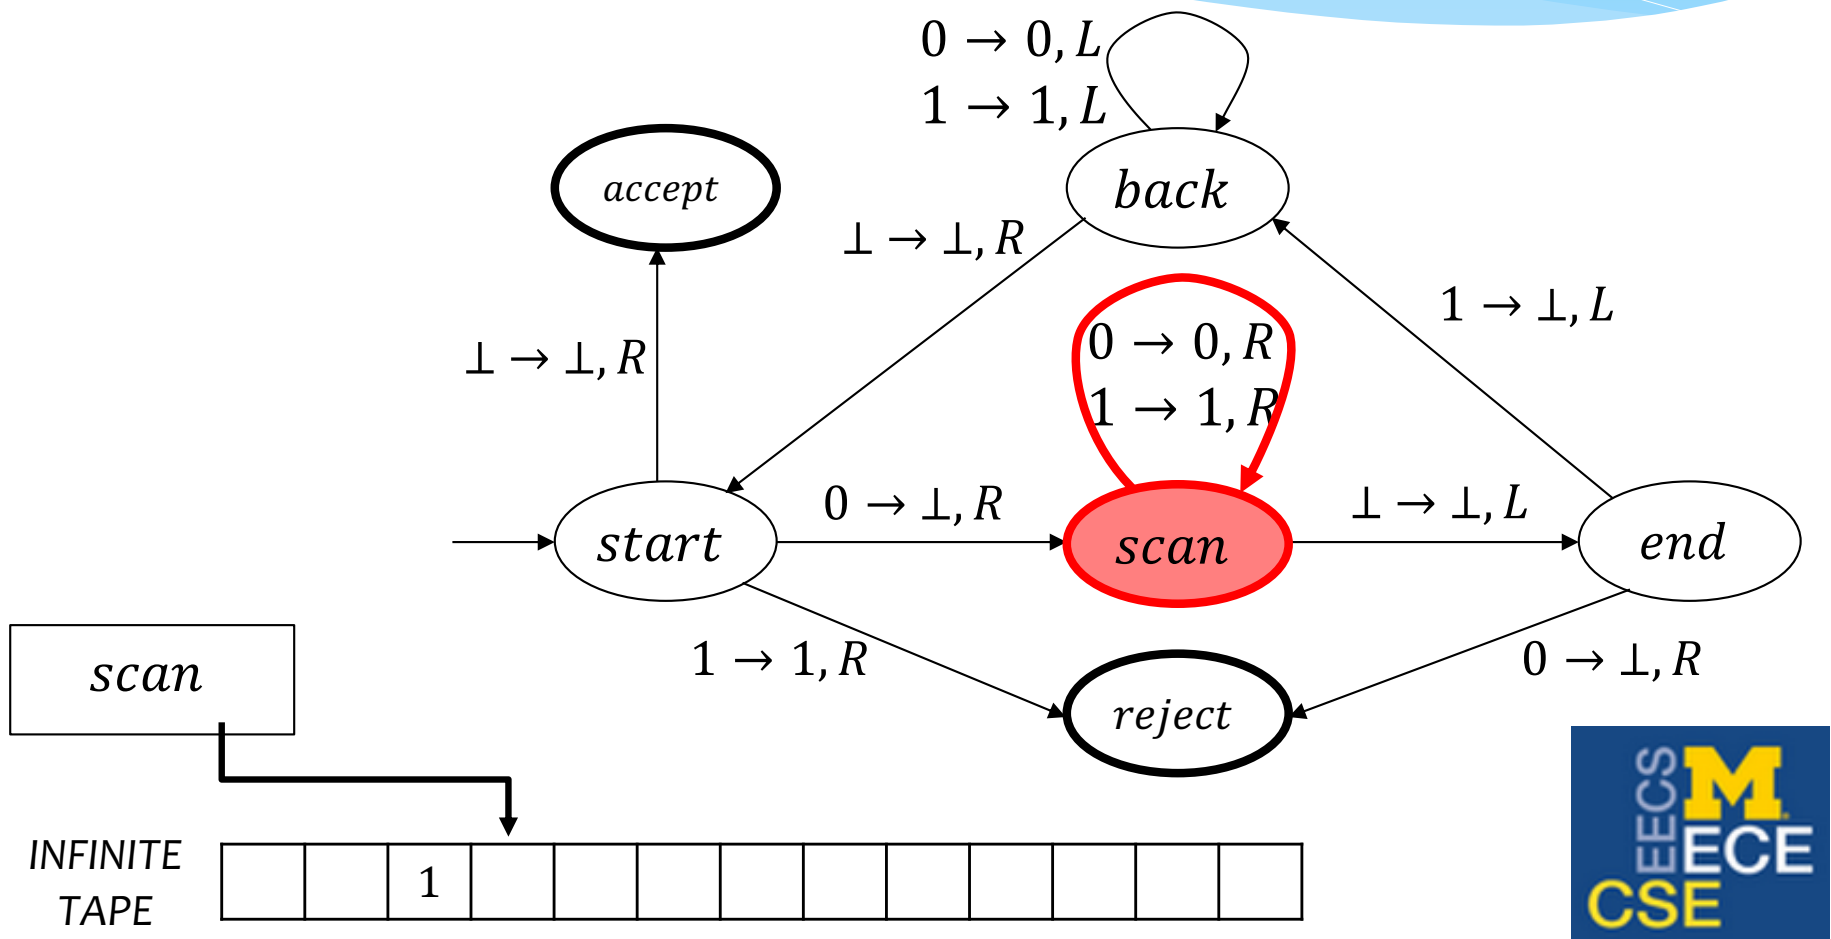 0 → 0, L
1 → 1, L
accept
back
⊥ → ⊥, R
1 → ⊥, L
⊥ → ⊥, R
0 → 0, R
1 → 1, R
0 → ⊥, R
⊥ → ⊥, L
start
scan
end
1 → 1, R
0 → ⊥, R
scan
reject
INFINITE
TAPE
1
EECS
M
ECE
CSE